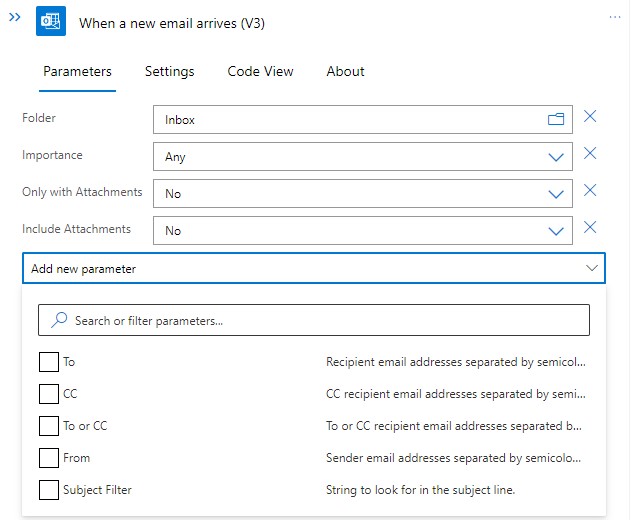 When a new email arrives (V3)
Parameters Settings Code View About
Folder Inbox
Importance Any
Only with Attachments No
Include Attachments No
Add new parameter
Search or filter parameters...
To Recipient email addresses separated by semicol...
CC CC recipient email addresses separated by semi...
To or CC To or CC recipient email addresses separated b...
From Sender email addresses separated by semicolo...
Subject Filter String to look for in the subject line.